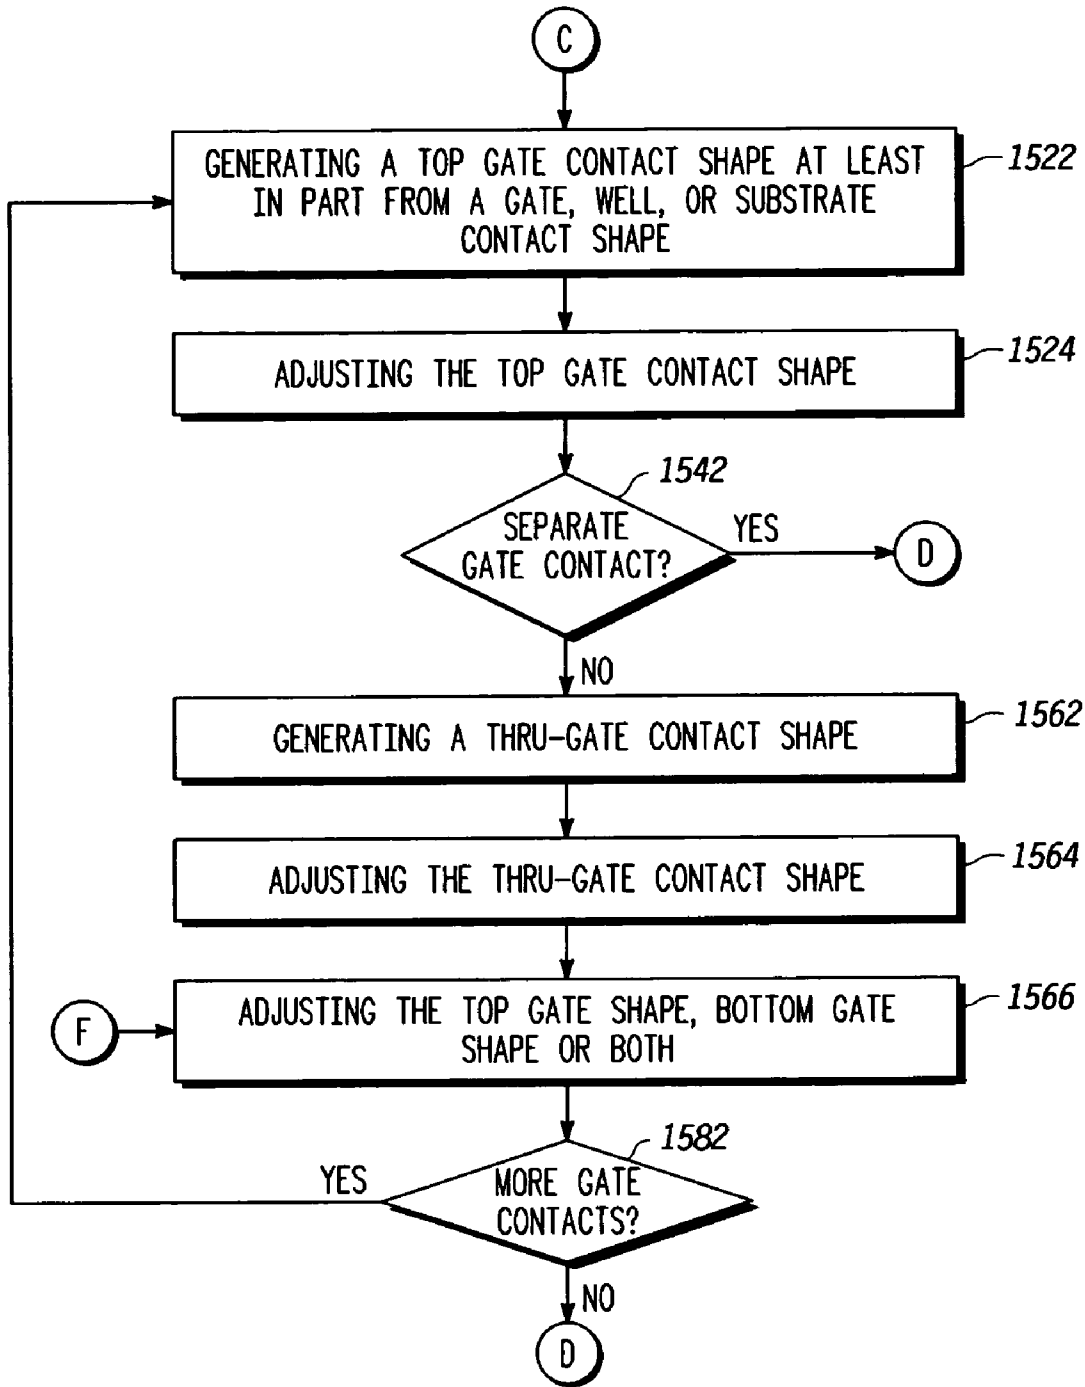 C
GENERATING A TOP GATE CONTACT SHAPE AT LEAST
IN PART FROM A GATE, WELL, OR SUBSTRATE
CONTACT SHAPE
1522
ADJUSTING THE TOP GATE CONTACT SHAPE
1524
1542
SEPARATE
GATE CONTACT?
YES
D
NO
GENERATING A THRU-GATE CONTACT SHAPE
1562
ADJUSTING THE THRU-GATE CONTACT SHAPE
1564
F
ADJUSTING THE TOP GATE SHAPE, BOTTOM GATE
SHAPE OR BOTH
1566
1582
YES
MORE GATE
CONTACTS?
NO
D